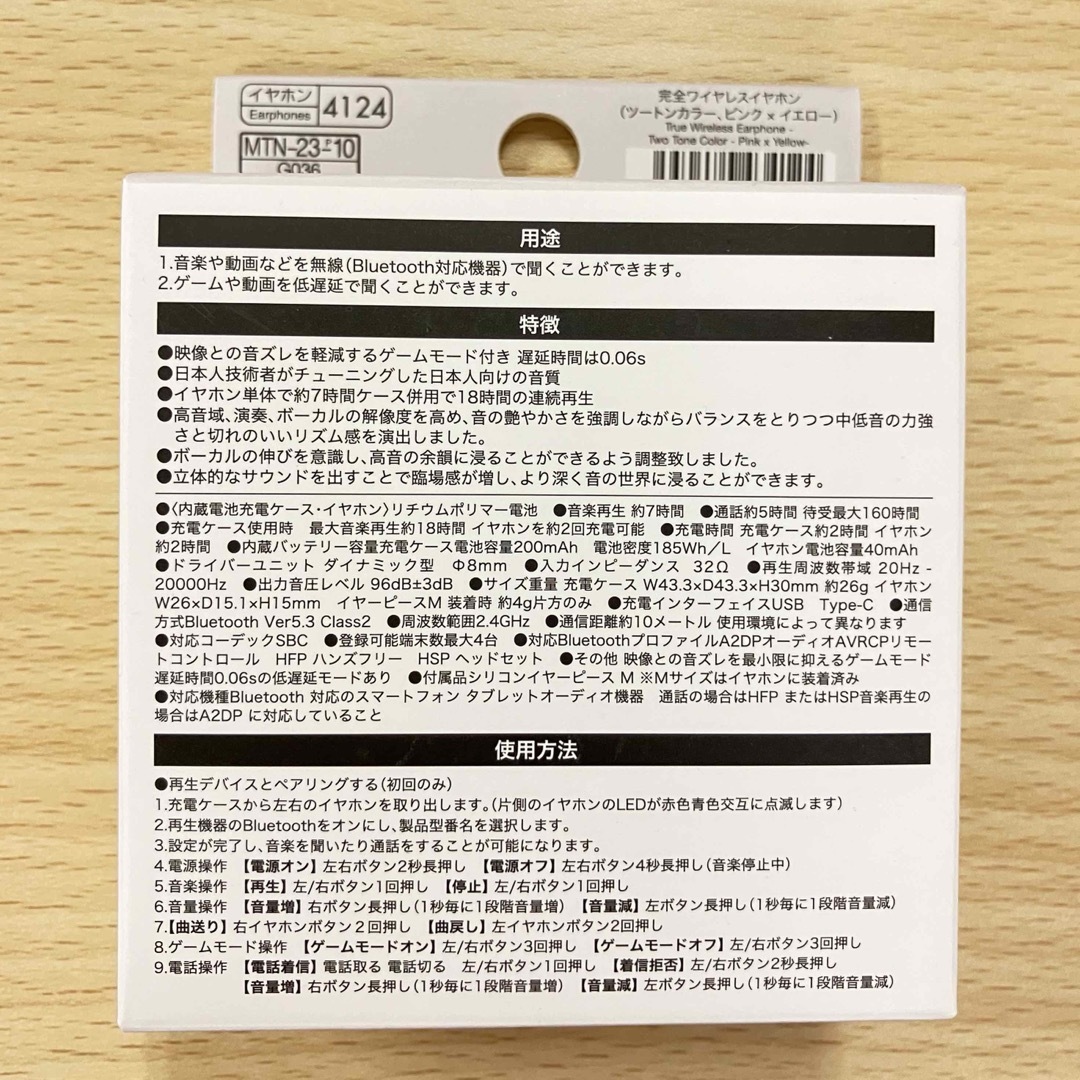 イヤホン
Earphones
4124
MTN-23
10
G036
完全ワイヤレスイヤホン
(ツートンカラー、ピンク×イエロー)
True Wireless Earphone -
Two Tone Color - Pink x Yellow-
用途
1.音楽や動画などを無線(Bluetooth対応機器)で聞くことができます。
2.ゲームや動画を低遅延で聞くことができます。
特徴
●映像との音ズレを軽減するゲームモード付き 遅延時間は0.06s
●日本人技術者がチューニングした日本人向けの音質
●イヤホン単体で約7時間ケース併用で18時間の連続再生
●高音域、演奏、ボーカルの解像度を高め、音の艶やかさを強調しながらバランスをとりつつ中低音の力強
さと切れのいいリズム感を演出しました。
●ボーカルの伸びを意識し、高音の余韻に浸ることができるよう調整致しました。
●立体的なサウンドを出すことで臨場感が増し、より深く音の世界に浸ることができます。
●〈内蔵電池充電ケース・イヤホン〉リチウムポリマー電池 ●音楽再生 約7時間 ●通話約5時間 待受最大160時間
●充電ケース使用時 最大音楽再生約18時間 イヤホンを約2回充電可能 ●充電時間 充電ケース約2時間 イヤホン
約2時間 ●内蔵バッテリー容量充電ケース電池容量200mAh 電池密度185Wh/L イヤホン電池容量40mAh
●ドライバーユニット ダイナミック型 Φ8mm ●入力インピーダンス 32Ω ●再生周波数帯域 20Hz -
20000Hz ●出力音圧レベル 96dB±3dB ●サイズ重量 充電ケース W43.3×D43.3×H30mm 約26g イヤホン
W26×D15.1×H15mm イヤーピースM 装着時 約4g片方のみ ●充電インターフェイスUSB Type-C ●通信
方式Bluetooth Ver5.3 Class2 ●周波数範囲2.4GHz ●通信距離約10メートル 使用環境によって異なります
●対応コーデックSBC ●登録可能端末数最大4台 ●対応BluetoothプロファイルA2DPオーディオAVRCPリモー
トコントロール HFP ハンズフリー HSP ヘッドセット ●その他 映像との音ズレを最小限に抑えるゲームモード
遅延時間0.06sの低遅延モードあり ●付属品シリコンイヤーピース M ※Mサイズはイヤホンに装着済み
●対応機種Bluetooth 対応のスマートフォン タブレットオーディオ機器 通話の場合はHFP またはHSP音楽再生の
場合はA2DP に対応していること
使用方法
●再生デバイスとペアリングする(初回のみ)
1.充電ケースから左右のイヤホンを取り出します。(片側のイヤホンのLEDが赤色青色交互に点滅します)
2.再生機器のBluetoothをオンにし、製品型番名を選択します。
3.設定が完了し、音楽を聞いたり通話をすることが可能になります。
4.電源操作 【電源オン】左右ボタン2秒長押し 【電源オフ】左右ボタン4秒長押し(音楽停止中)
5.音楽操作 【再生】左/右ボタン1回押し 【停止】左/右ボタン1回押し
6.音量操作 【音量増】右ボタン長押し(1秒毎に1段階音量増) 【音量減】左ボタン長押し(1秒毎に1段階音量減)
7.【曲送り】右イヤホンボタン2回押し 【曲戻し】左イヤホンボタン2回押し
8.ゲームモード操作 【ゲームモードオン】左/右ボタン3回押し 【ゲームモードオフ】左/右ボタン3回押し
9.電話操作 【電話着信】電話取る 電話切る 左/右ボタン1回押し 【着信拒否】左/右ボタン2秒長押し
【音量増】右ボタン長押し(1秒毎に1段階音量増) 【音量減】左ボタン長押し(1秒毎に1段階音量減)